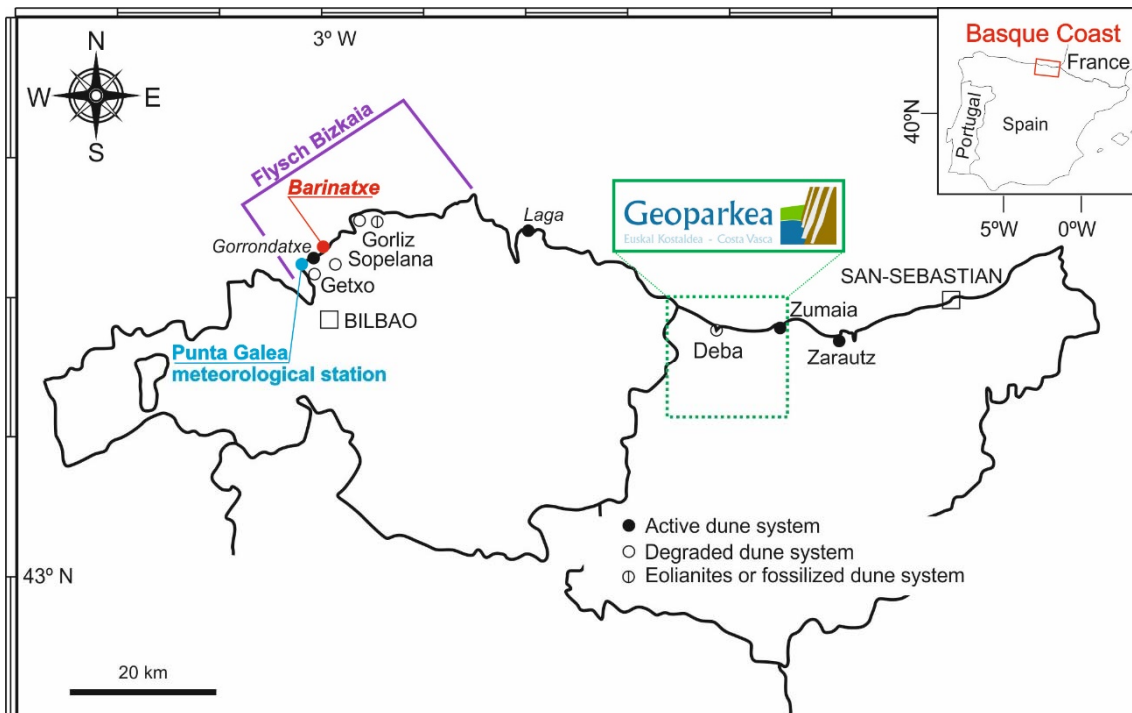 N
W E
S
3º W
Basque Coast
France
Portugal
Spain
40ºN
5ºW 0ºW
Flysch Bizkaia
Barinatxe
Gorrondatxe
Gorliz
Sopelana
Getxo
BILBAO
Punta Galea
meteorological station
Laga
Geoparkea
Euskal Kostaldea - Costa Vasca
SAN-SEBASTIAN
Zumaia
Deba
Zarautz
Active dune system
Degraded dune system
Eolianites or fossilized dune system
43º N
20 km